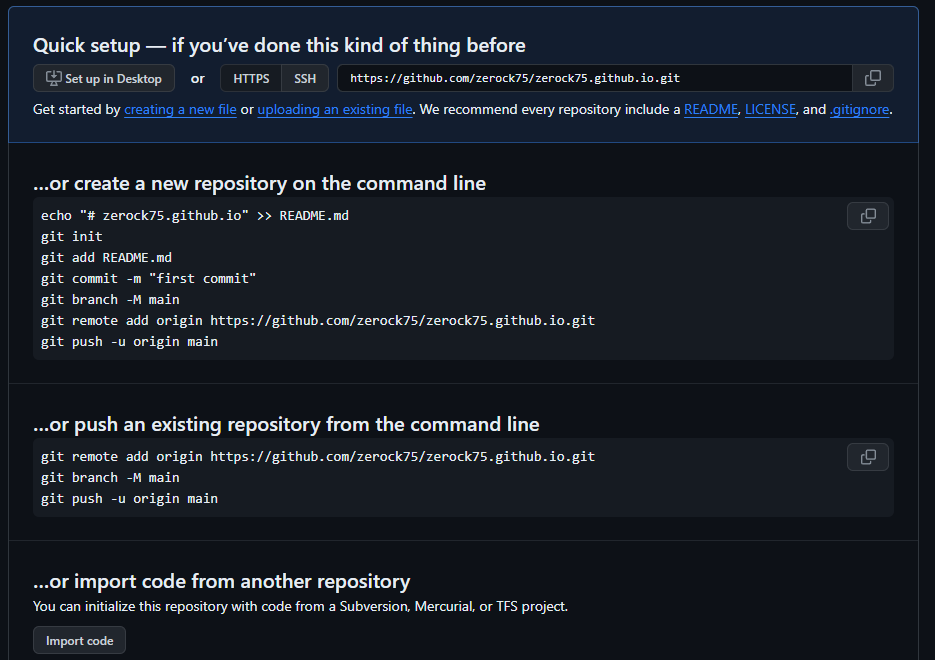 Quick setup — if you’ve done this kind of thing before
Set up in Desktop or HTTPS SSH https://github.com/zerock75/zerock75.github.io.git
Get started by creating a new file or uploading an existing file. We recommend every repository include a README, LICENSE, and .gitignore.
…or create a new repository on the command line
echo "# zerock75.github.io" >> README.md
git init
git add README.md
git commit -m "first commit"
git branch -M main
git remote add origin https://github.com/zerock75/zerock75.github.io.git
git push -u origin main
…or push an existing repository from the command line
git remote add origin https://github.com/zerock75/zerock75.github.io.git
git branch -M main
git push -u origin main
…or import code from another repository
You can initialize this repository with code from a Subversion, Mercurial, or TFS project.
Import code